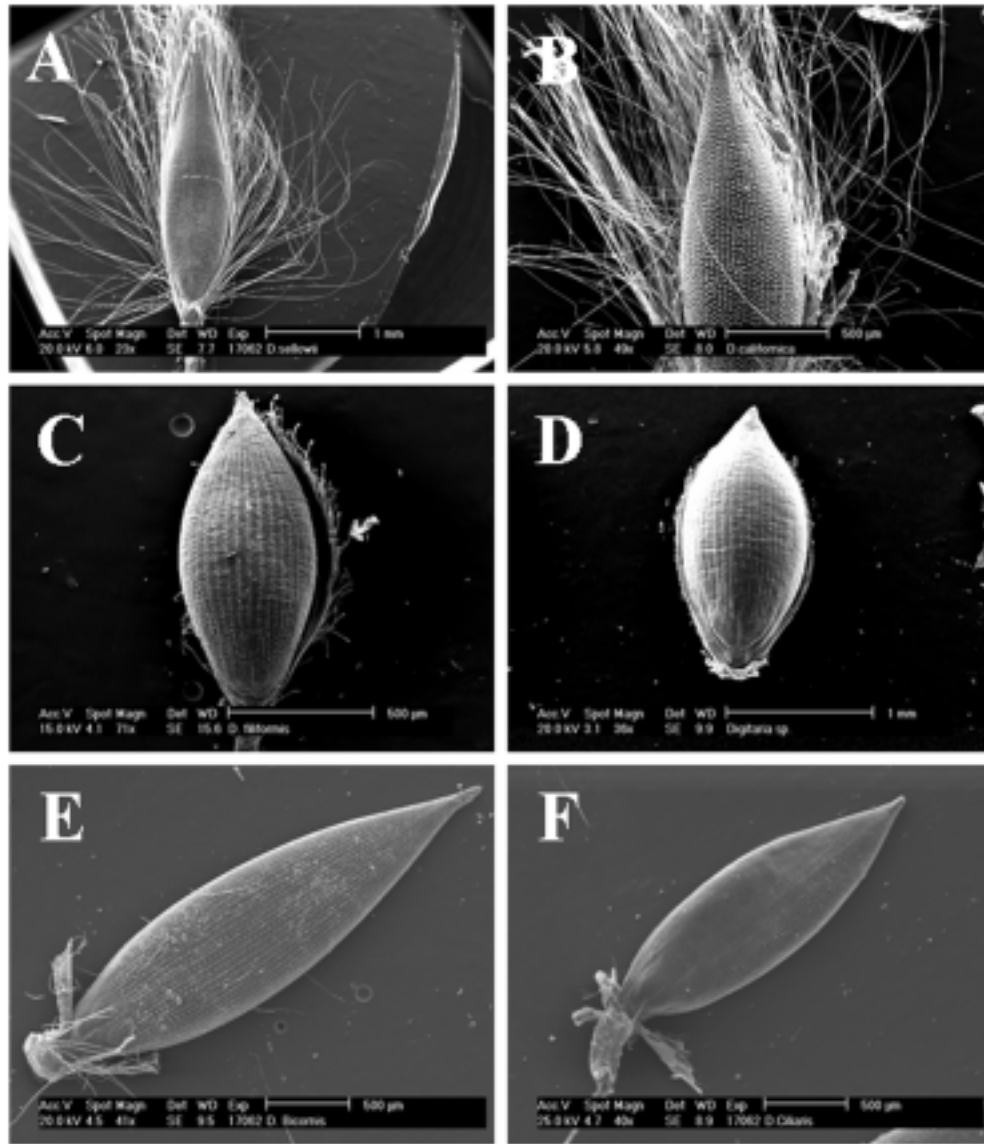 A
Acc.V Spot Magn Det WD Exp 1 mm
20.0 kV 6.0 23x SE 7.7 17062 D.sellowii
B
Acc.V Spot Magn Det WD 500 µm
20.0 kV 5.8 49x SE 8.0 D.californica
C
Acc.V Spot Magn Det WD 500 µm
15.0 kV 4.1 71x SE 15.6 D. filiformis
D
Acc.V Spot Magn Det WD 1 mm
20.0 kV 3.1 36x SE 9.9 Digitaria sp.
E
Acc.V Spot Magn Det WD Exp 500 µm
20.0 kV 4.5 41x SE 9.5 17062 D. Bicornis
F
Acc.V Spot Magn Det WD Exp 500 µm
25.0 kV 4.7 40x SE 8.9 17062 D.Ciliaris